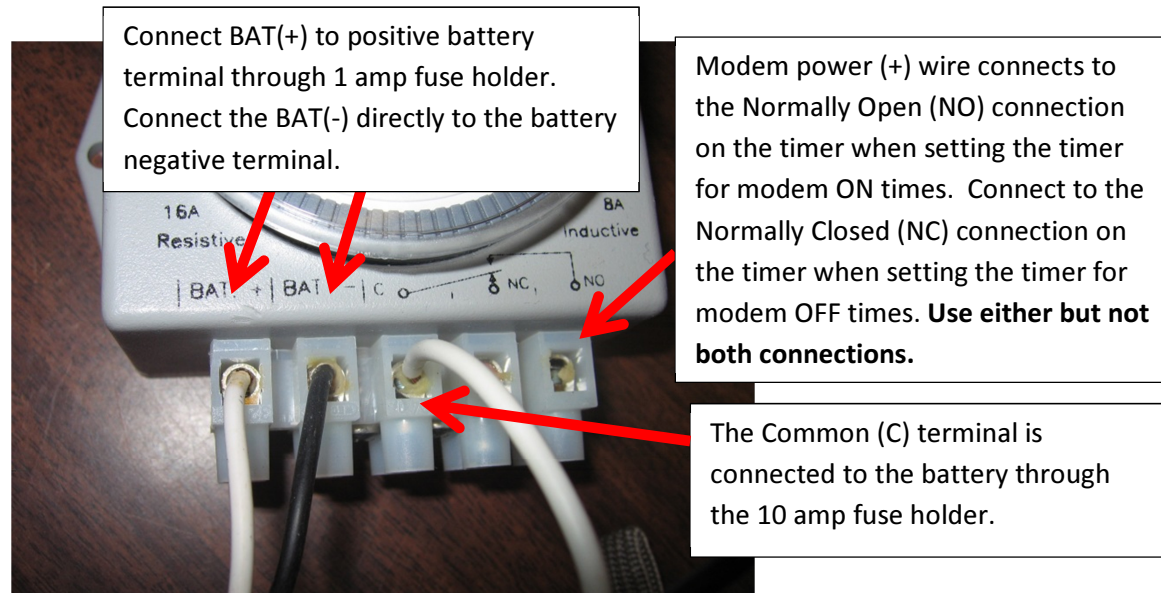 Connect BAT(+) to positive battery
terminal through 1 amp fuse holder.
Connect the BAT(-) directly to the battery
negative terminal.
Modem power (+) wire connects to
the Normally Open (NO) connection
on the timer when setting the timer
for modem ON times. Connect to the
Normally Closed (NC) connection on
the timer when setting the timer for
modem OFF times. Use either but not
both connections.
The Common (C) terminal is
connected to the battery through
the 10 amp fuse holder.
16A
Resistive
8A
Inductive
BAT. + BAT. - C NC NO